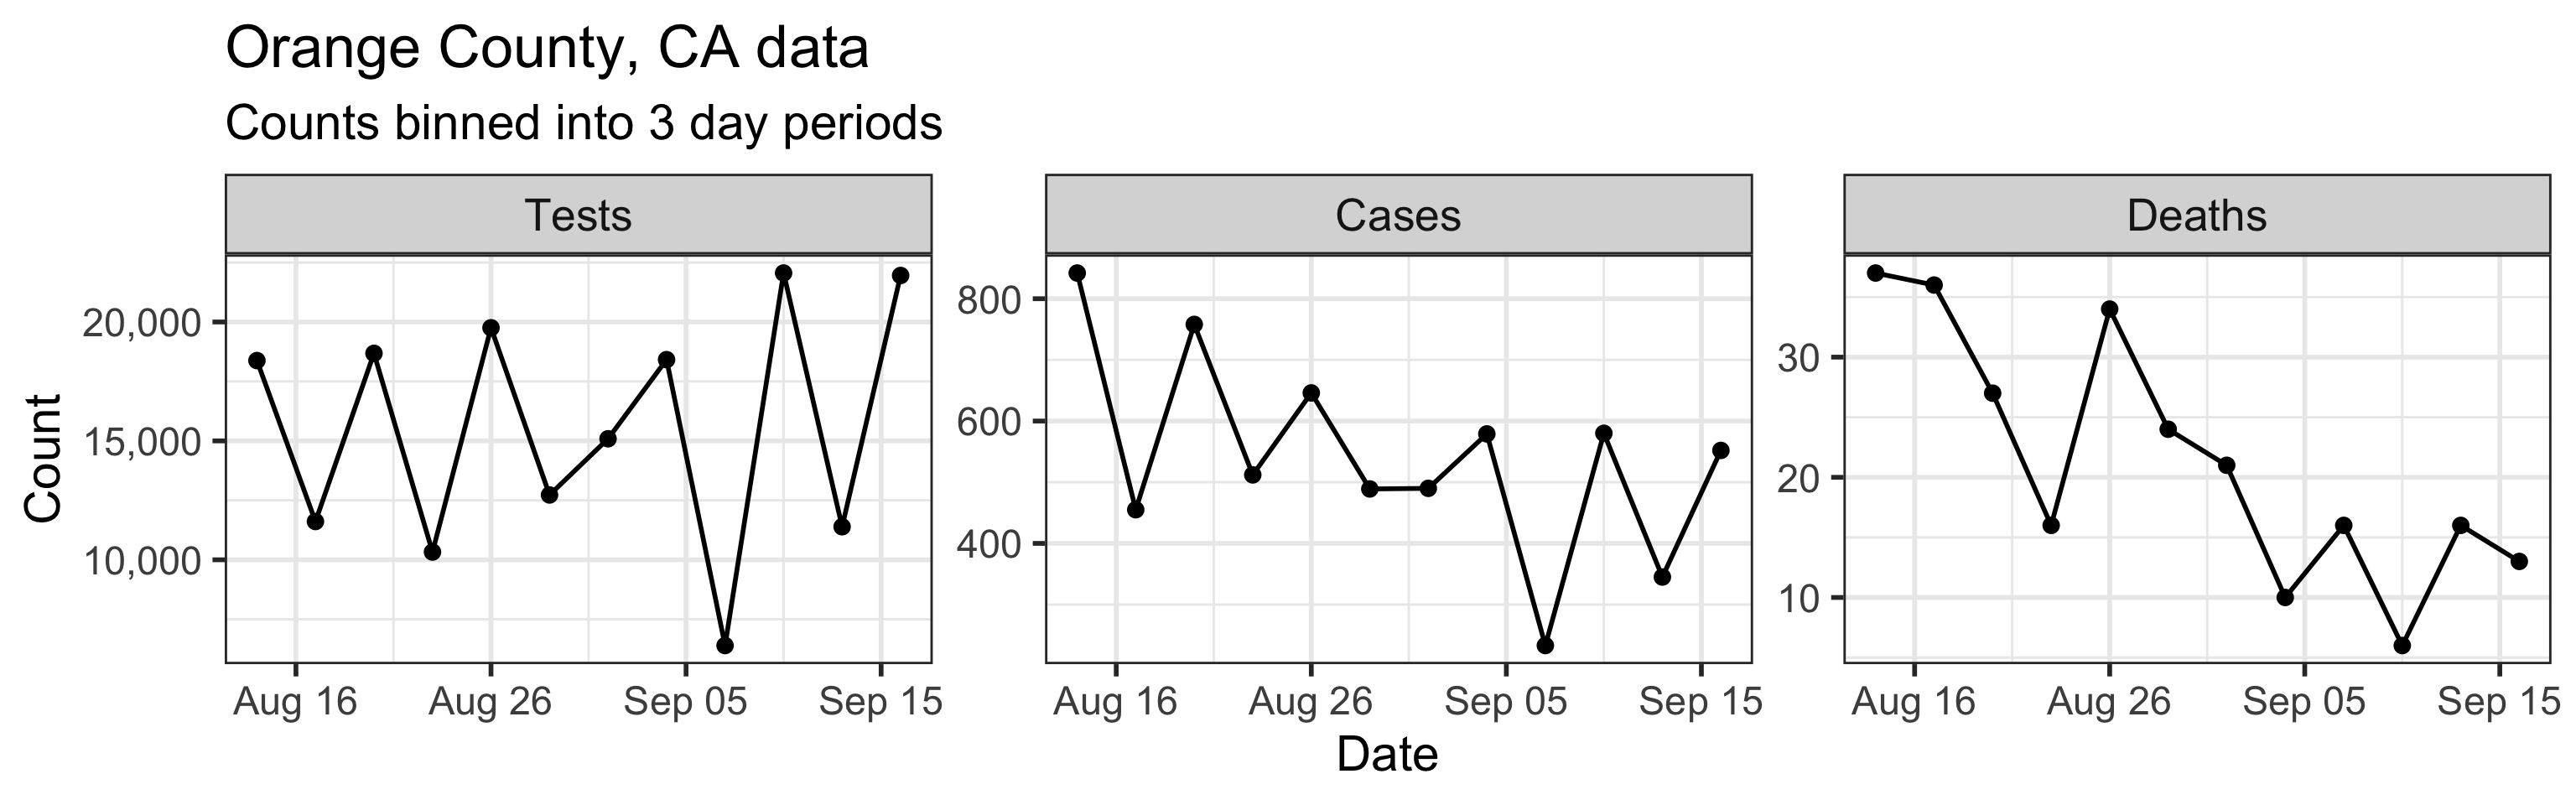 Orange County, CA data
Counts binned into 3 day periods
Tests
Cases
Deaths
Count
20,000
15,000
10,000
800
600
400
30
20
10
Aug 16
Aug 26
Sep 05
Sep 15
Aug 16
Aug 26
Sep 05
Sep 15
Aug 16
Aug 26
Sep 05
Sep 15
Date